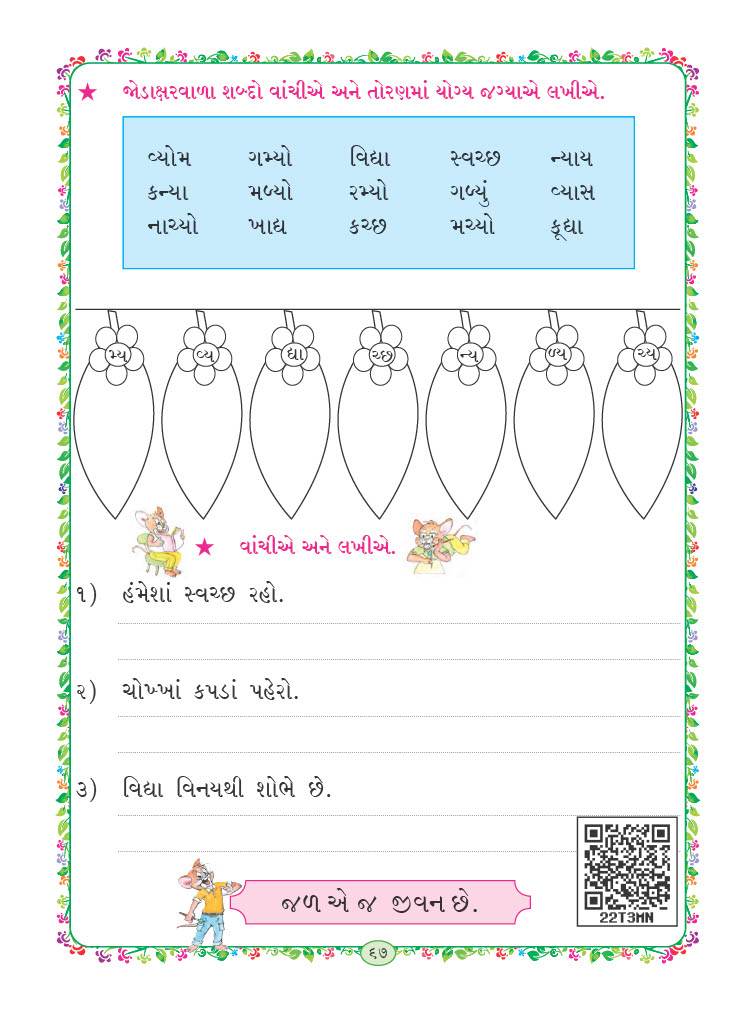 ★ જોડાક્ષરવાળા શબ્દો વાંચીએ અને તોરણમાં યોગ્ય જગ્યાએ લખીએ.
વ્યોમ ગમ્યો વિદ્યા સ્વચ્છ ન્યાય
કન્યા મળ્યો રમ્યો ગળ્યું વ્યાસ
નાચ્યો ખાદ્ય કચ્છ મચ્યો કૂદ્યા
મ્ય વ્ય દ્યા ચ્છ ન્ય ળ્ય ચ્ય
★ વાંચીએ અને લખીએ.
૧) હંમેશાં સ્વચ્છ રહો.
૨) ચોખ્ખાં કપડાં પહેરો.
૩) વિદ્યા વિનયથી શોભે છે.
22T3MN
જળ એ જ જીવન છે.
૬૭